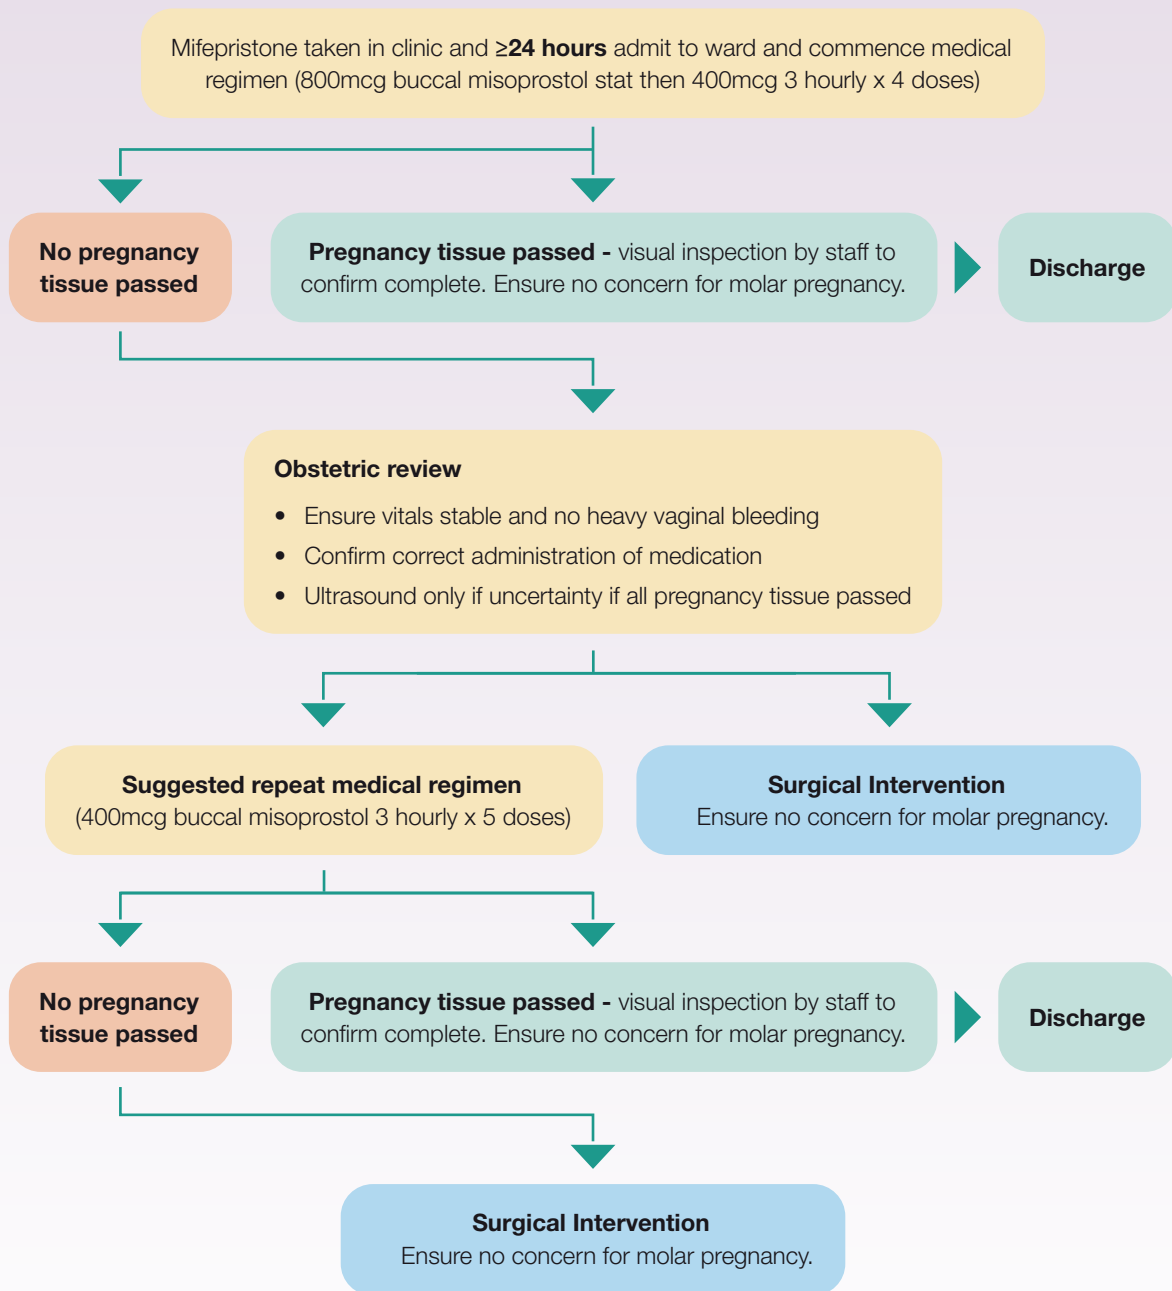 Mifepristone taken in clinic and ≥24 hours admit to ward and commence medical
regimen (800mcg buccal misoprostol stat then 400mcg 3 hourly x 4 doses)
No pregnancy
tissue passed
Pregnancy tissue passed - visual inspection by staff to
confirm complete. Ensure no concern for molar pregnancy.
Discharge
Obstetric review
• Ensure vitals stable and no heavy vaginal bleeding
• Confirm correct administration of medication
• Ultrasound only if uncertainty if all pregnancy tissue passed
Suggested repeat medical regimen
(400mcg buccal misoprostol 3 hourly x 5 doses)
Surgical Intervention
Ensure no concern for molar pregnancy.
No pregnancy
tissue passed
Pregnancy tissue passed - visual inspection by staff to
confirm complete. Ensure no concern for molar pregnancy.
Discharge
Surgical Intervention
Ensure no concern for molar pregnancy.